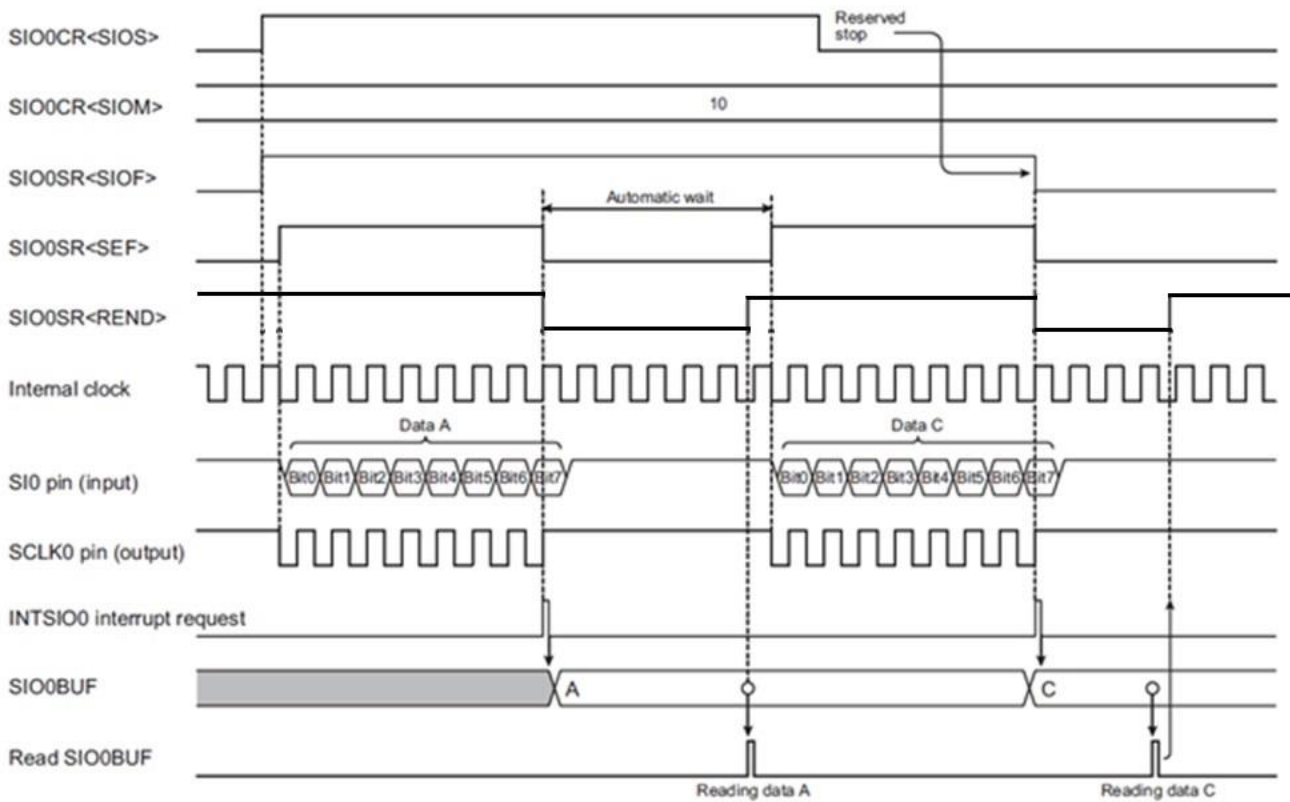 SIO0CR<SIOS>
Reserved
stop
SIO0CR<SIOM>
10
SIO0SR<SIOF>
Automatic wait
SIO0SR<SEF>
SIO0SR<REND>
Internal clock
Data A
Data C
SI0 pin (input)
Bit0 Bit1 Bit2 Bit3 Bit4 Bit5 Bit6 Bit7
Bit0 Bit1 Bit2 Bit3 Bit4 Bit5 Bit6 Bit7
SCLK0 pin (output)
INTSIO0 interrupt request
SIO0BUF
A
C
Read SIO0BUF
Reading data A
Reading data C